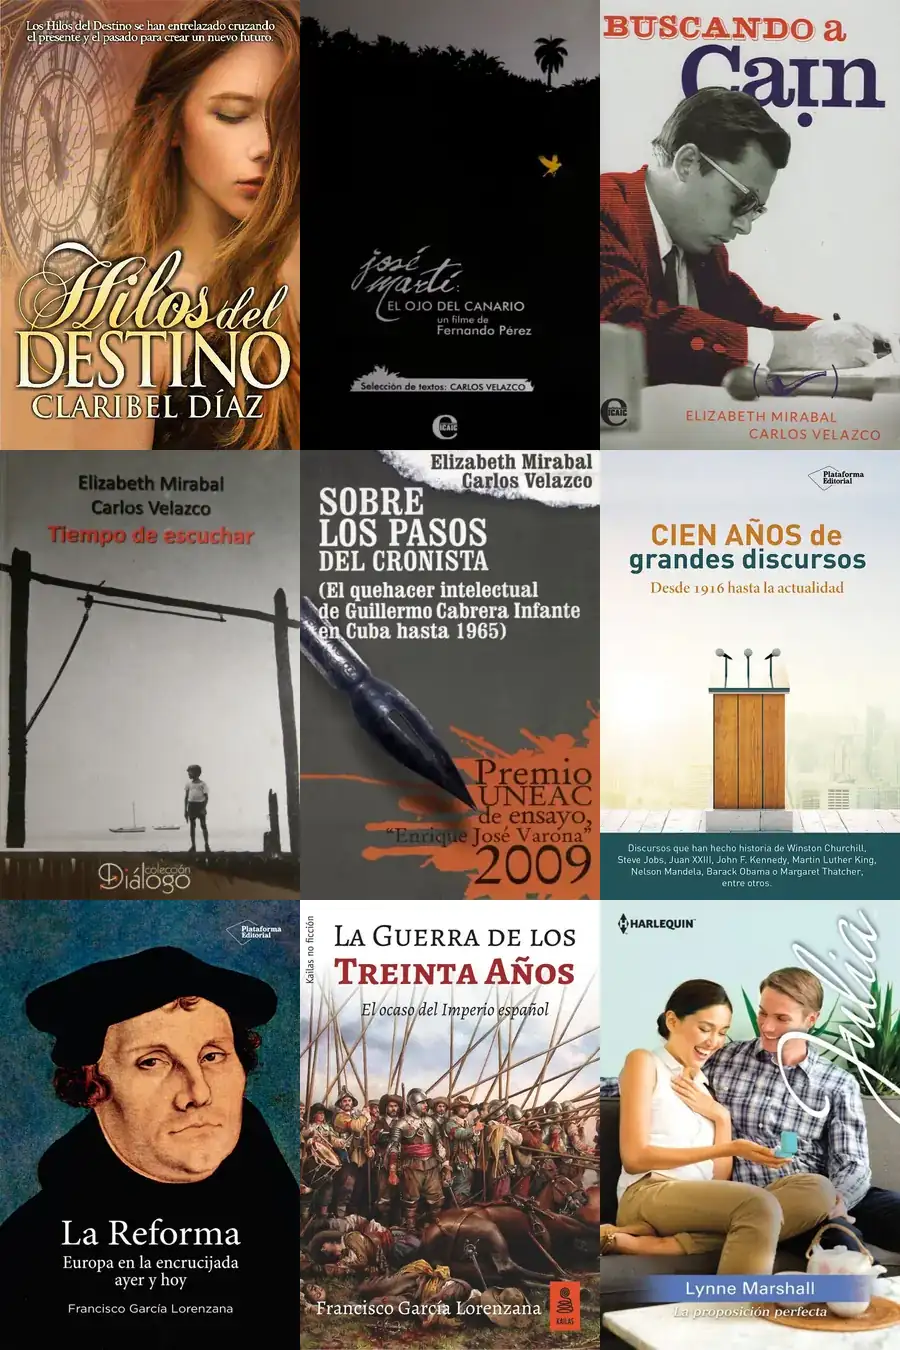 Los Hilos del Destino se han entrelazado cruzando
el presente y el pasado para crear un nuevo futuro.
Hilos del
DESTINO
CLARIBEL DÍAZ
josé
martí:
EL OJO DEL CANARIO
un filme de
Fernando Pérez
Selección de textos: CARLOS VELAZCO
e
ICAIC
BUSCANDO a
Caín
e
ICAIC
ELIZABETH MIRABAL
CARLOS VELAZCO
Elizabeth Mirabal
Carlos Velazco
Tiempo de escuchar
colección
Diálogo
Elizabeth Mirabal
Carlos Velazco
SOBRE
LOS PASOS
DEL CRONISTA
(El quehacer intelectual
de Guillermo Cabrera Infante
en Cuba hasta 1965)
Premio
UNEAC
de ensayo,
"Enrique José Varona"
2009
Plataforma
Editorial
CIEN AÑOS de
grandes discursos
Desde 1916 hasta la actualidad
Discursos que han hecho historia de Winston Churchill,
Steve Jobs, Juan XXIII, John F. Kennedy, Martin Luther King,
Nelson Mandela, Barack Obama o Margaret Thatcher,
entre otros.
Plataforma
Editorial
La Reforma
Europa en la encrucijada
ayer y hoy
Francisco García Lorenzana
Kailas no ficción
LA GUERRA DE LOS
TREINTA AÑOS
El ocaso del Imperio español
Francisco García Lorenzana
KAILAS
HARLEQUIN™
Julia
Lynne Marshall
La proposición perfecta